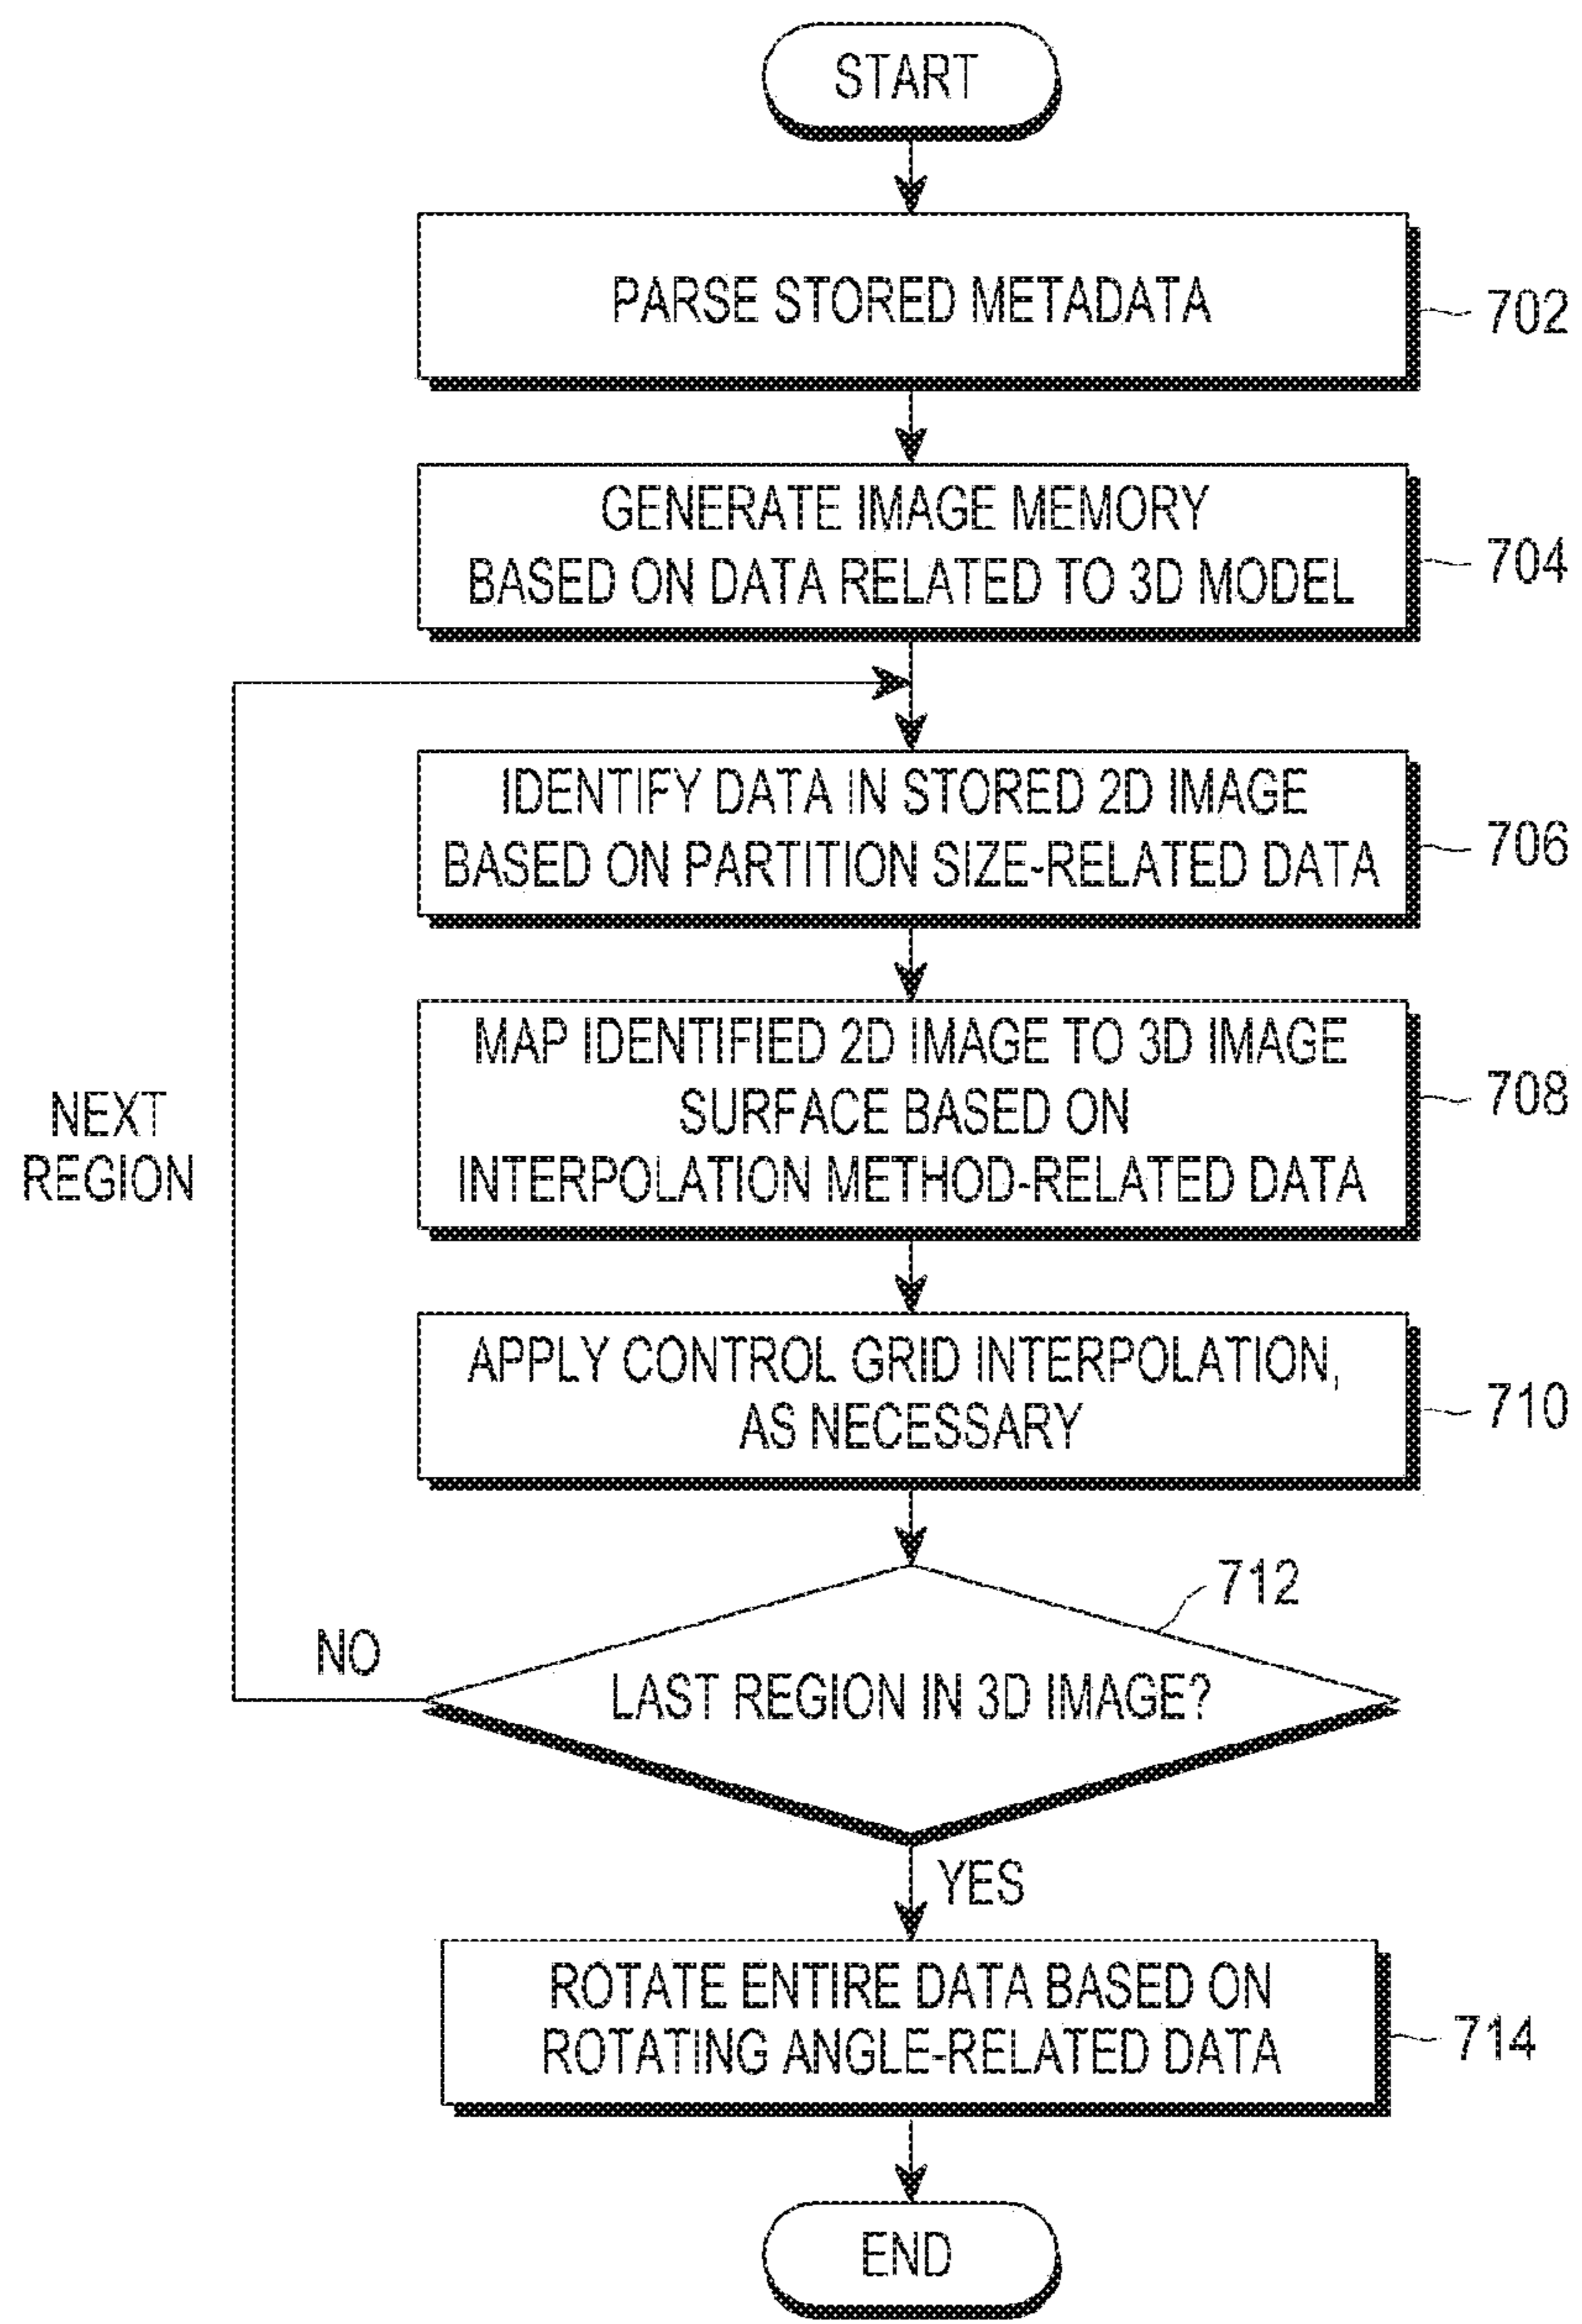 START
PARSE STORED METADATA
702
GENERATE IMAGE MEMORY
BASED ON DATA RELATED TO 3D MODEL
704
IDENTIFY DATA IN STORED 2D IMAGE
BASED ON PARTITION SIZE-RELATED DATA
706
MAP IDENTIFIED 2D IMAGE TO 3D IMAGE
SURFACE BASED ON
INTERPOLATION METHOD-RELATED DATA
708
NEXT
REGION
APPLY CONTROL GRID INTERPOLATION,
AS NECESSARY
710
712
LAST REGION IN 3D IMAGE?
NO
YES
ROTATE ENTIRE DATA BASED ON
ROTATING ANGLE-RELATED DATA
714
END